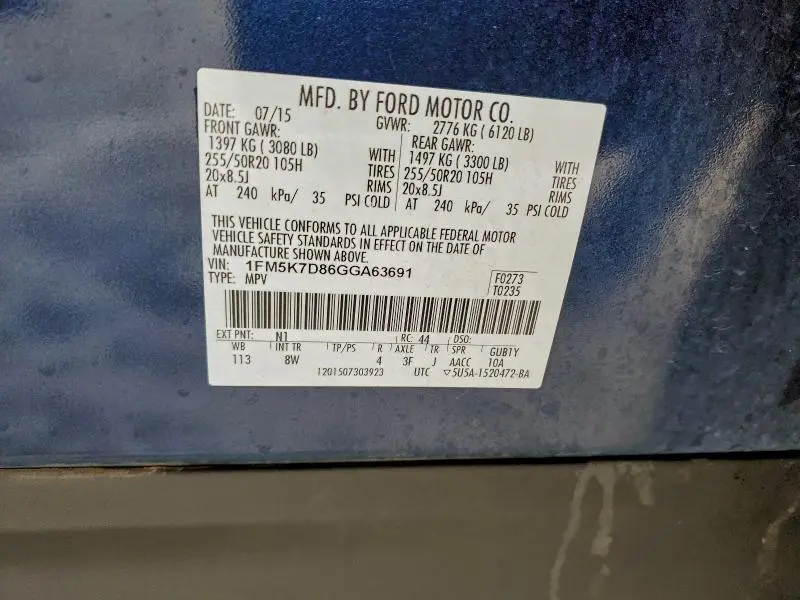 MFD. BY FORD MOTOR CO.
DATE: 07/15 GVWR: 2776 KG ( 6120 LB)
FRONT GAWR: REAR GAWR:
1397 KG ( 3080 LB) WITH 1497 KG ( 3300 LB) WITH
255/50R20 105H TIRES 255/50R20 105H TIRES
20x8.5J RIMS 20x8.5J RIMS
AT 240 kPa/ 35 PSI COLD AT 240 kPa/ 35 PSI COLD
THIS VEHICLE CONFORMS TO ALL APPLICABLE FEDERAL MOTOR
VEHICLE SAFETY STANDARDS IN EFFECT ON THE DATE OF
MANUFACTURE SHOWN ABOVE.
VIN: 1FM5K7D86GGA63691 F0273
TYPE: MPV T0235
EXT PNT: N1 RC: 44 DSO:
WB INT TR TP/PS R AXLE TR SPR GUBTY
113 8W 4 3F J AACC 10A
1201507303923 UTC ▽5U5A-1520472-BA